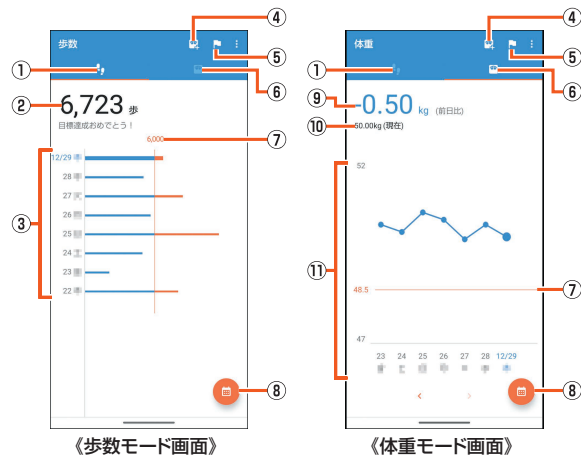 ④
④
歩数
体重
⑤
⑤
①
①
⑥
⑥
② 6,723 歩
目標達成おめでとう！
⑨ -0.50 kg (前日比)
⑩ 50.00kg (現在)
6,000 ⑦
③
12/29
28
27
26
25
24
23
22
⑪
52
48.5 ⑦
47
23 24 25 26 27 28 12/29
⑧
< >
⑧
《歩数モード画面》
《体重モード画面》